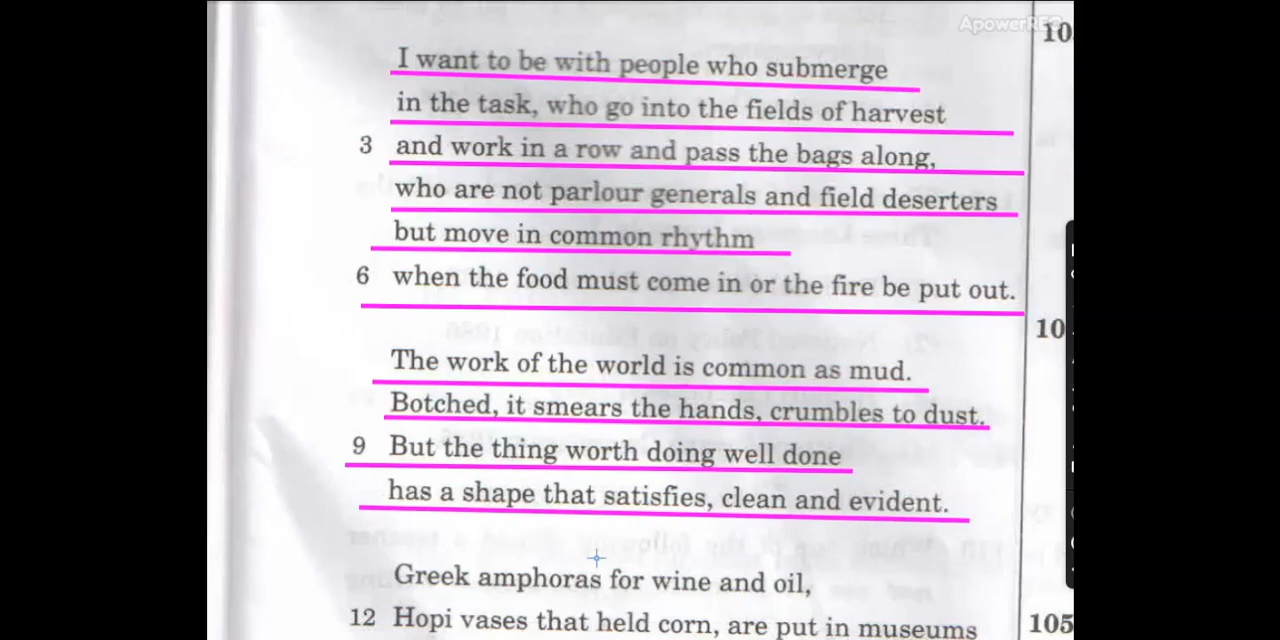 ApowerREC
10
I want to be with people who submerge
in the task, who go into the fields of harvest
3 and work in a row and pass the bags along,
who are not parlour generals and field deserters
but move in common rhythm
6 when the food must come in or the fire be put out.
10
The work of the world is common as mud.
Botched, it smears the hands, crumbles to dust.
9 But the thing worth doing well done
has a shape that satisfies, clean and evident.
Greek amphoras for wine and oil,
12 Hopi vases that held corn, are put in museums
105